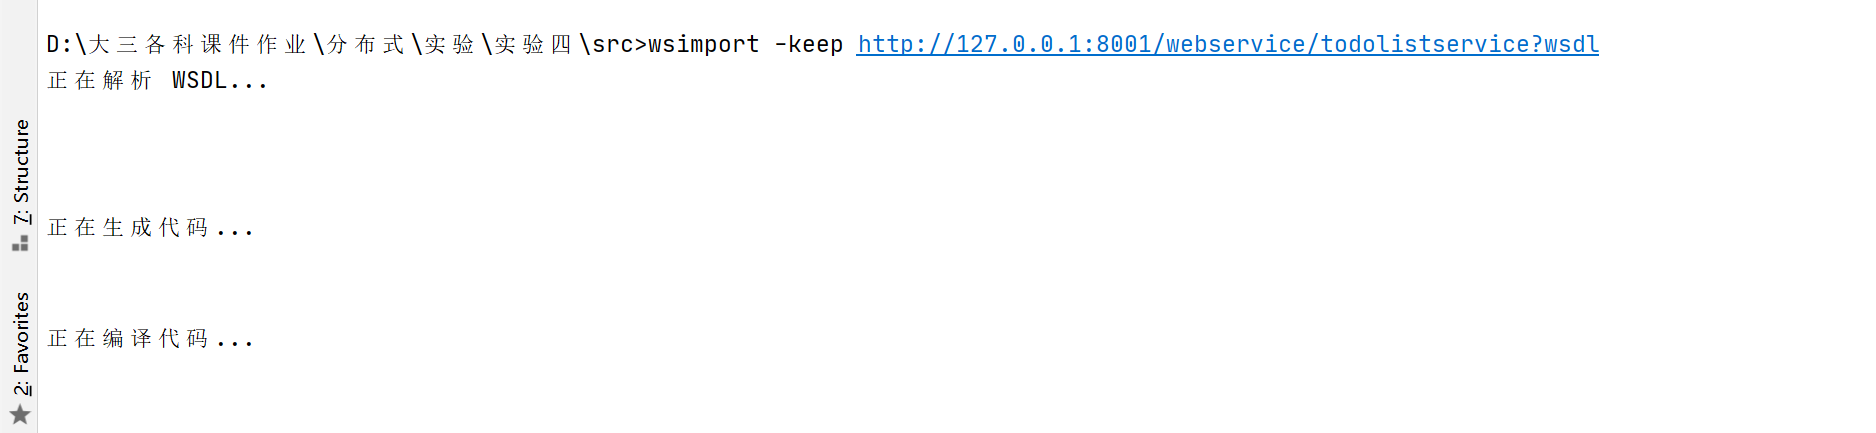 D:\大三各科课件作业\分布式\实验\实验四\src>wsimport -keep http://127.0.0.1:8001/webservice/todolistservice?wsdl
正在解析 WSDL...
正在生成代码...
正在编译代码...
7: Structure
2: Favorites